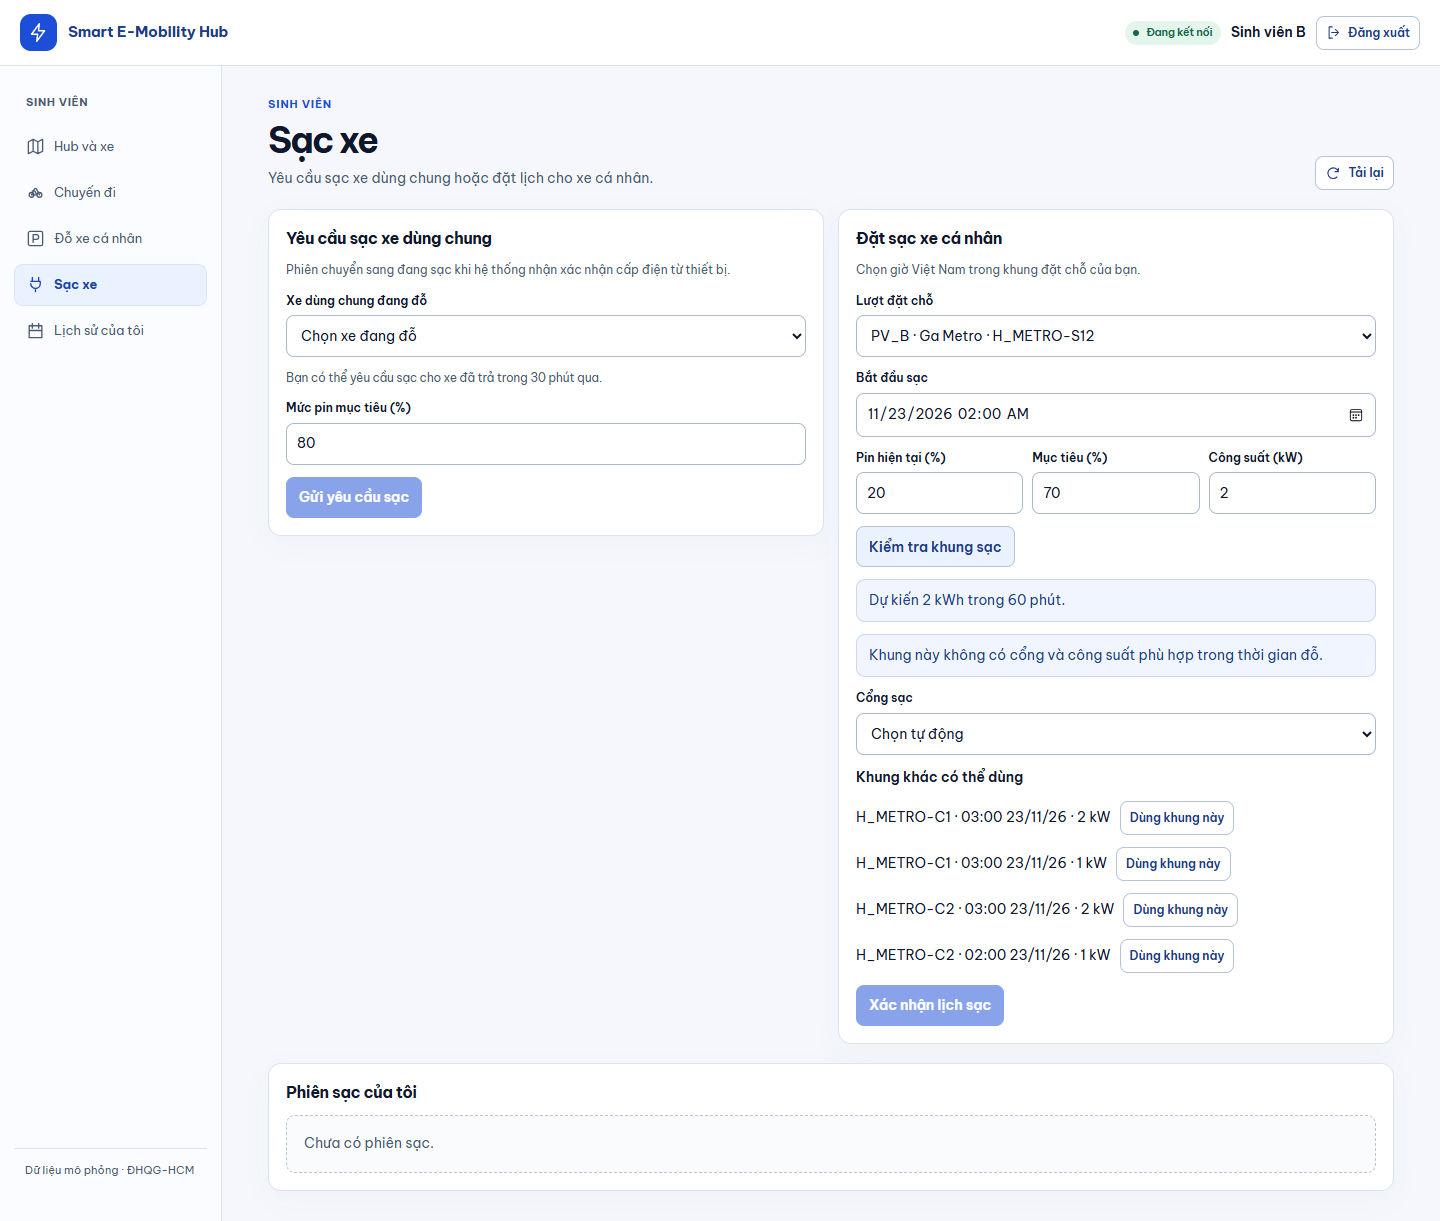 Smart E-Mobility Hub
Đang kết nối
Sinh viên B
Đăng xuất
SINH VIÊN
Hub và xe
Chuyến đi
Đỗ xe cá nhân
Sạc xe
Lịch sử của tôi
Dữ liệu mô phỏng · ĐHQG-HCM
SINH VIÊN
Sạc xe
Yêu cầu sạc xe dùng chung hoặc đặt lịch cho xe cá nhân.
Tải lại
Yêu cầu sạc xe dùng chung
Phiên chuyển sang đang sạc khi hệ thống nhận xác nhận cấp điện từ thiết bị.
Xe dùng chung đang đỗ
Chọn xe đang đỗ
Bạn có thể yêu cầu sạc cho xe đã trả trong 30 phút qua.
Mức pin mục tiêu (%)
80
Gửi yêu cầu sạc
Đặt sạc xe cá nhân
Chọn giờ Việt Nam trong khung đặt chỗ của bạn.
Lượt đặt chỗ
PV_B · Ga Metro · H_METRO-S12
Bắt đầu sạc
11/23/2026 02:00 AM
Pin hiện tại (%) Mục tiêu (%) Công suất (kW)
20 70 2
Kiểm tra khung sạc
Dự kiến 2 kWh trong 60 phút.
Khung này không có cổng và công suất phù hợp trong thời gian đỗ.
Cổng sạc
Chọn tự động
Khung khác có thể dùng
H_METRO-C1 · 03:00 23/11/26 · 2 kW Dùng khung này
H_METRO-C1 · 03:00 23/11/26 · 1 kW Dùng khung này
H_METRO-C2 · 03:00 23/11/26 · 2 kW Dùng khung này
H_METRO-C2 · 02:00 23/11/26 · 1 kW Dùng khung này
Xác nhận lịch sạc
Phiên sạc của tôi
Chưa có phiên sạc.